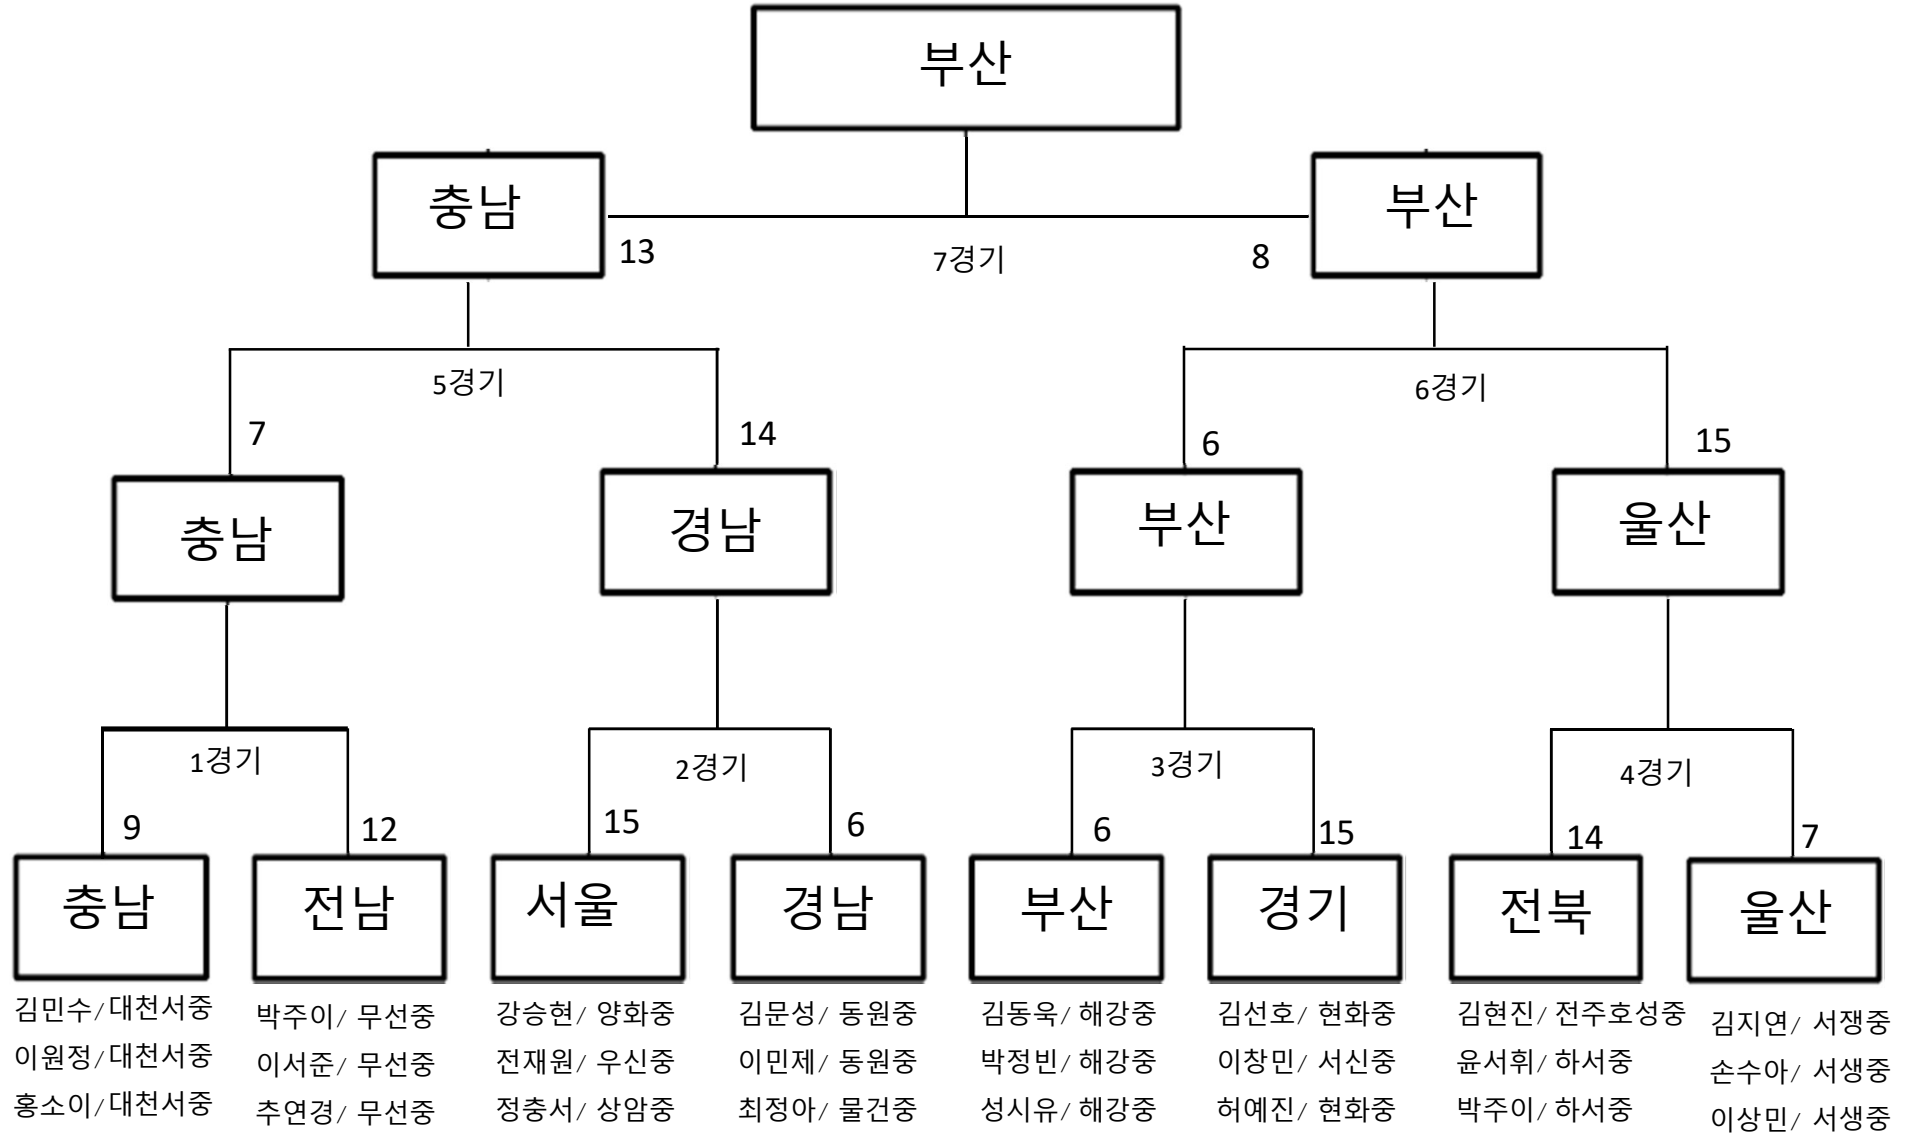 부산
충남
부산
13
7경기
8
5경기
6경기
7
14
6
15
충남
경남
부산
울산
1경기
2경기
3경기
4경기
9
12
15
6
6
15
14
7
충남
전남
서울
경남
부산
경기
전북
울산
김민수/대천서중
이원정/대천서중
홍소이/대천서중
박주이/ 무선중
이서준/ 무선중
추연경/ 무선중
강승현/ 양화중
전재원/ 우신중
정충서/ 상암중
김문성/ 동원중
이민제/ 동원중
최정아/ 물건중
김동욱/ 해강중
박정빈/ 해강중
성시유/ 해강중
김선호/ 현화중
이창민/ 서신중
허예진/ 현화중
김현진/ 전주호성중
윤서휘/ 하서중
박주이/ 하서중
김지연/ 서쟁중
손수아/ 서생중
이상민/ 서생중